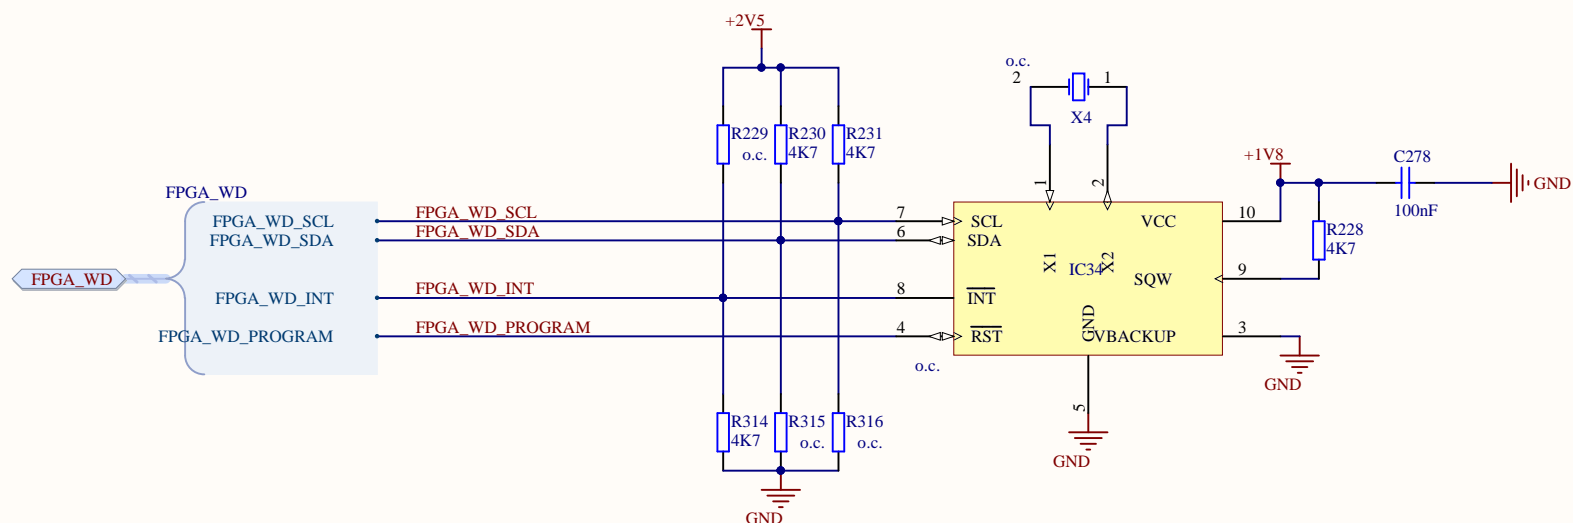 +2V5
o.c.
2
1
X4
R229
o.c.
R230
4K7
R231
4K7
+1V8
C278
100nF
GND
FPGA_WD
FPGA_WD
FPGA_WD_SCL
FPGA_WD_SDA
FPGA_WD_INT
FPGA_WD_PROGRAM
FPGA_WD_SCL
FPGA_WD_SDA
FPGA_WD_INT
FPGA_WD_PROGRAM
7
6
8
4
o.c.
1
2
SCL
SDA
INT
RST
X1
IC34
X2
GND
VCC
SQW
VBACKUP
10
9
3
5
R228
4K7
GND
GND
R314
4K7
R315
o.c.
R316
o.c.
GND